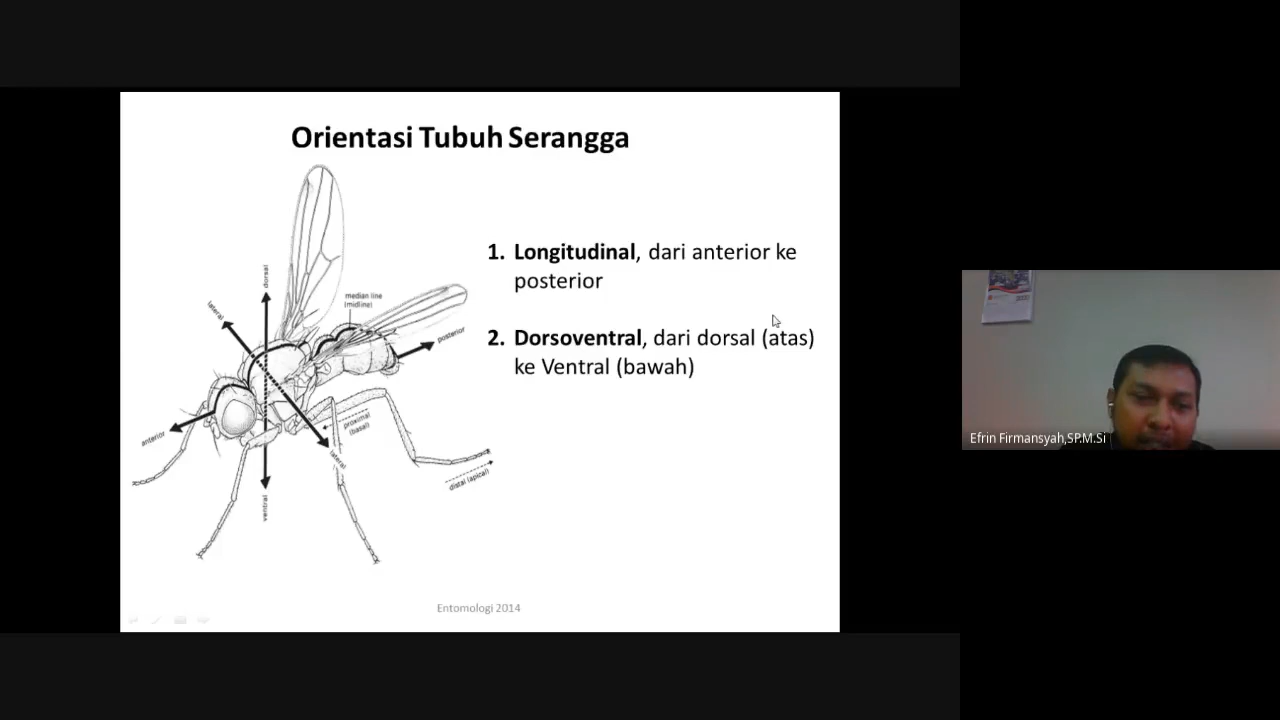 Orientasi Tubuh Serangga
1. Longitudinal, dari anterior ke
posterior
2. Dorsoventral, dari dorsal (atas)
ke Ventral (bawah)
dorsal
lateral
median line
(midline)
posterior
anterior
proximal
(basal)
lateral
distal (apical)
ventral
Entomologi 2014
Efrin Firmansyah,SP.M.Si